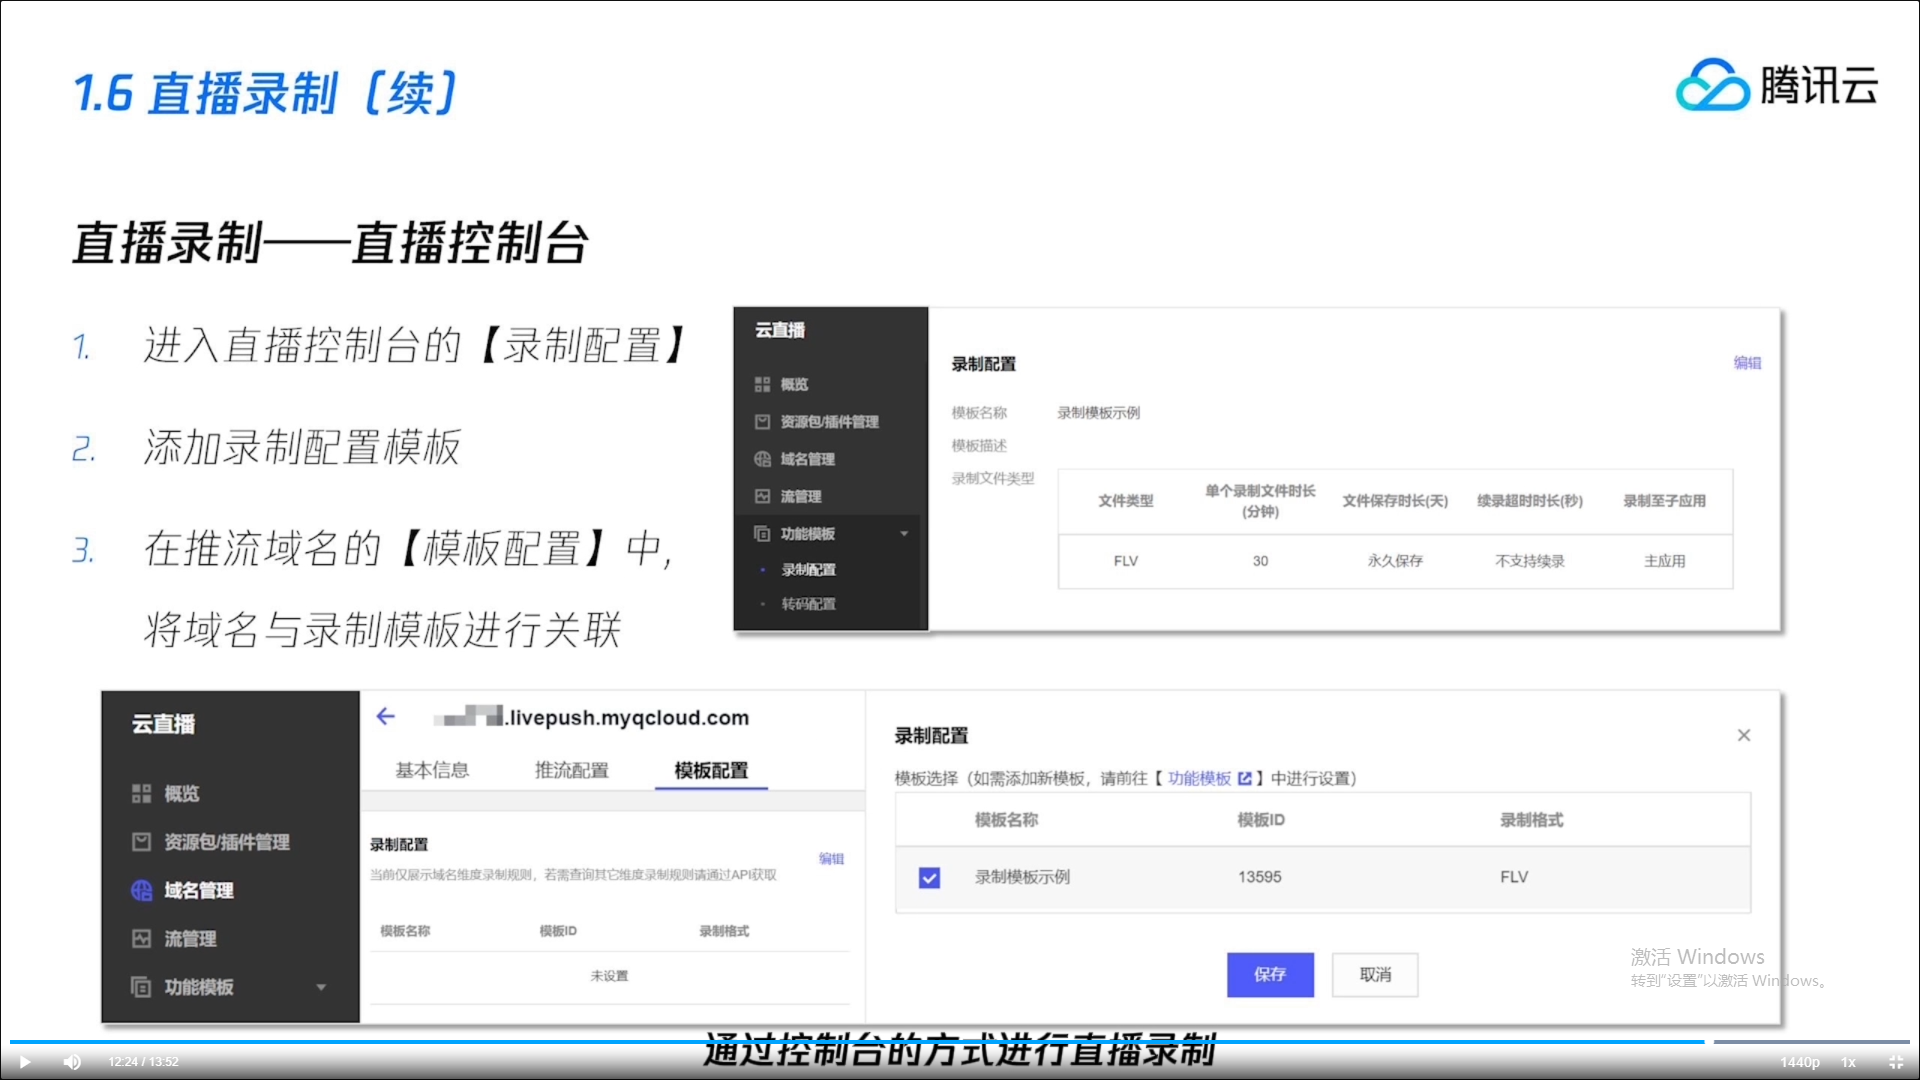 1.6 直播录制（续）
腾讯云
直播录制——直播控制台
1. 进入直播控制台的【录制配置】
2. 添加录制配置模板
3. 在推流域名的【模板配置】中，
将域名与录制模板进行关联
云直播
概览
资源包/插件管理
域名管理
流管理
功能模板
录制配置
转码配置
录制配置
编辑
模板名称 录制模板示例
模板描述
录制文件类型
文件类型 单个录制文件时长(分钟) 文件保存时长(天) 续录超时时长(秒) 录制至子应用
FLV 30 永久保存 不支持续录 主应用
云直播
概览
资源包/插件管理
域名管理
流管理
功能模板
.livepush.myqcloud.com
基本信息 推流配置 模板配置
录制配置
编辑
当前仅展示域名维度录制规则，若需查询其它维度录制规则请通过API获取
模板名称 模板ID 录制格式
未设置
录制配置
模板选择（如需添加新模板，请前往【功能模板】中进行设置）
模板名称 模板ID 录制格式
录制模板示例 13595 FLV
保存 取消
激活 Windows
转到“设置”以激活 Windows。
通过控制台的方式进行直播录制
12:24 / 13:52
1440p 1x